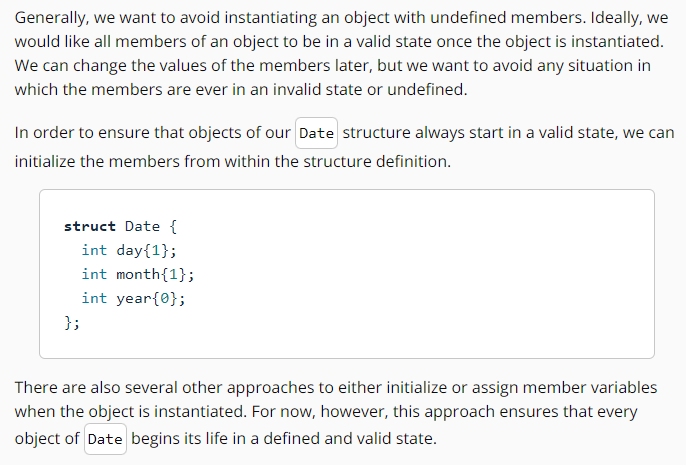 Generally, we want to avoid instantiating an object with undefined members. Ideally, we
would like all members of an object to be in a valid state once the object is instantiated.
We can change the values of the members later, but we want to avoid any situation in
which the members are ever in an invalid state or undefined.
In order to ensure that objects of our Date structure always start in a valid state, we can
initialize the members from within the structure definition.
struct Date {
  int day{1};
  int month{1};
  int year{0};
};
There are also several other approaches to either initialize or assign member variables
when the object is instantiated. For now, however, this approach ensures that every
object of Date begins its life in a defined and valid state.